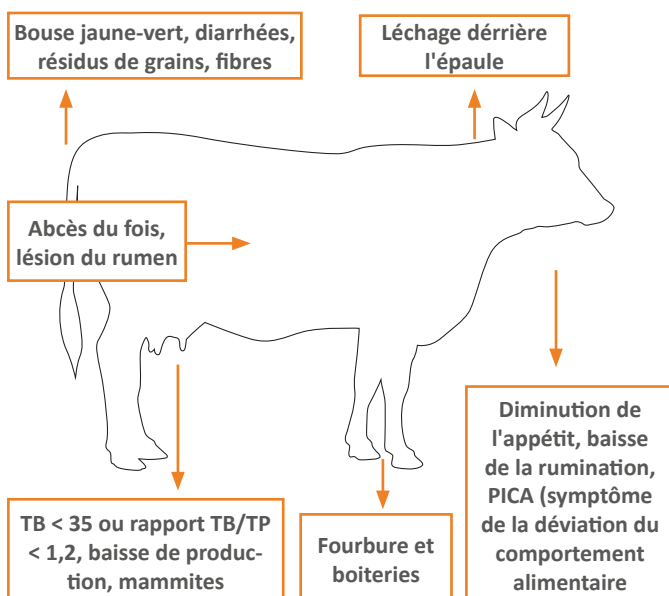 Bouse jaune-vert, diarrhées,
résidus de grains, fibres
Léchage dérrière
l'épaule
Abcès du fois,
lésion du rumen
TB < 35 ou rapport TB/TP
< 1,2, baisse de produc-
tion, mammites
Fourbure et
boiteries
Diminution de
l'appétit, baisse
de la rumination,
PICA (symptôme
de la déviation du
comportement
alimentaire